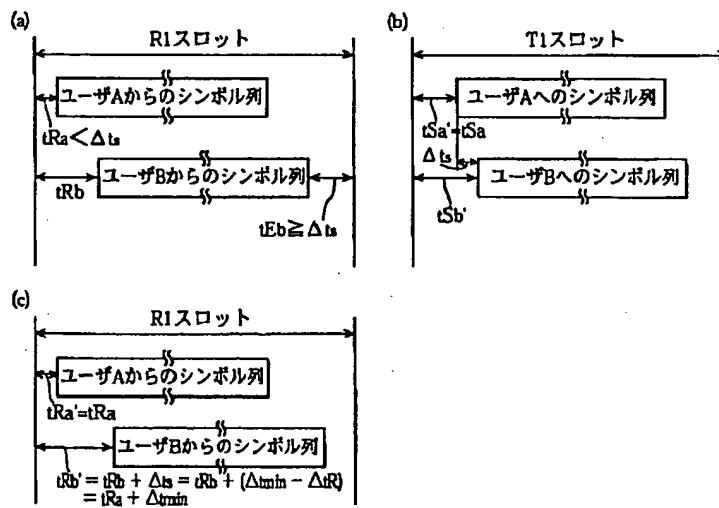 (a)
R1スロット
ユーザAからのシンボル列
tRa＜Δts
ユーザBからのシンボル列
tRb
tEb≧Δts
(b)
T1スロット
ユーザAへのシンボル列
tSa'=tSa
Δts
ユーザBへのシンボル列
tSb'
(c)
R1スロット
ユーザAからのシンボル列
tRa'=tRa
ユーザBからのシンボル列
tRb'=tRb+Δts=tRb+(Δtmin−ΔtR)
=tRa+Δtmin